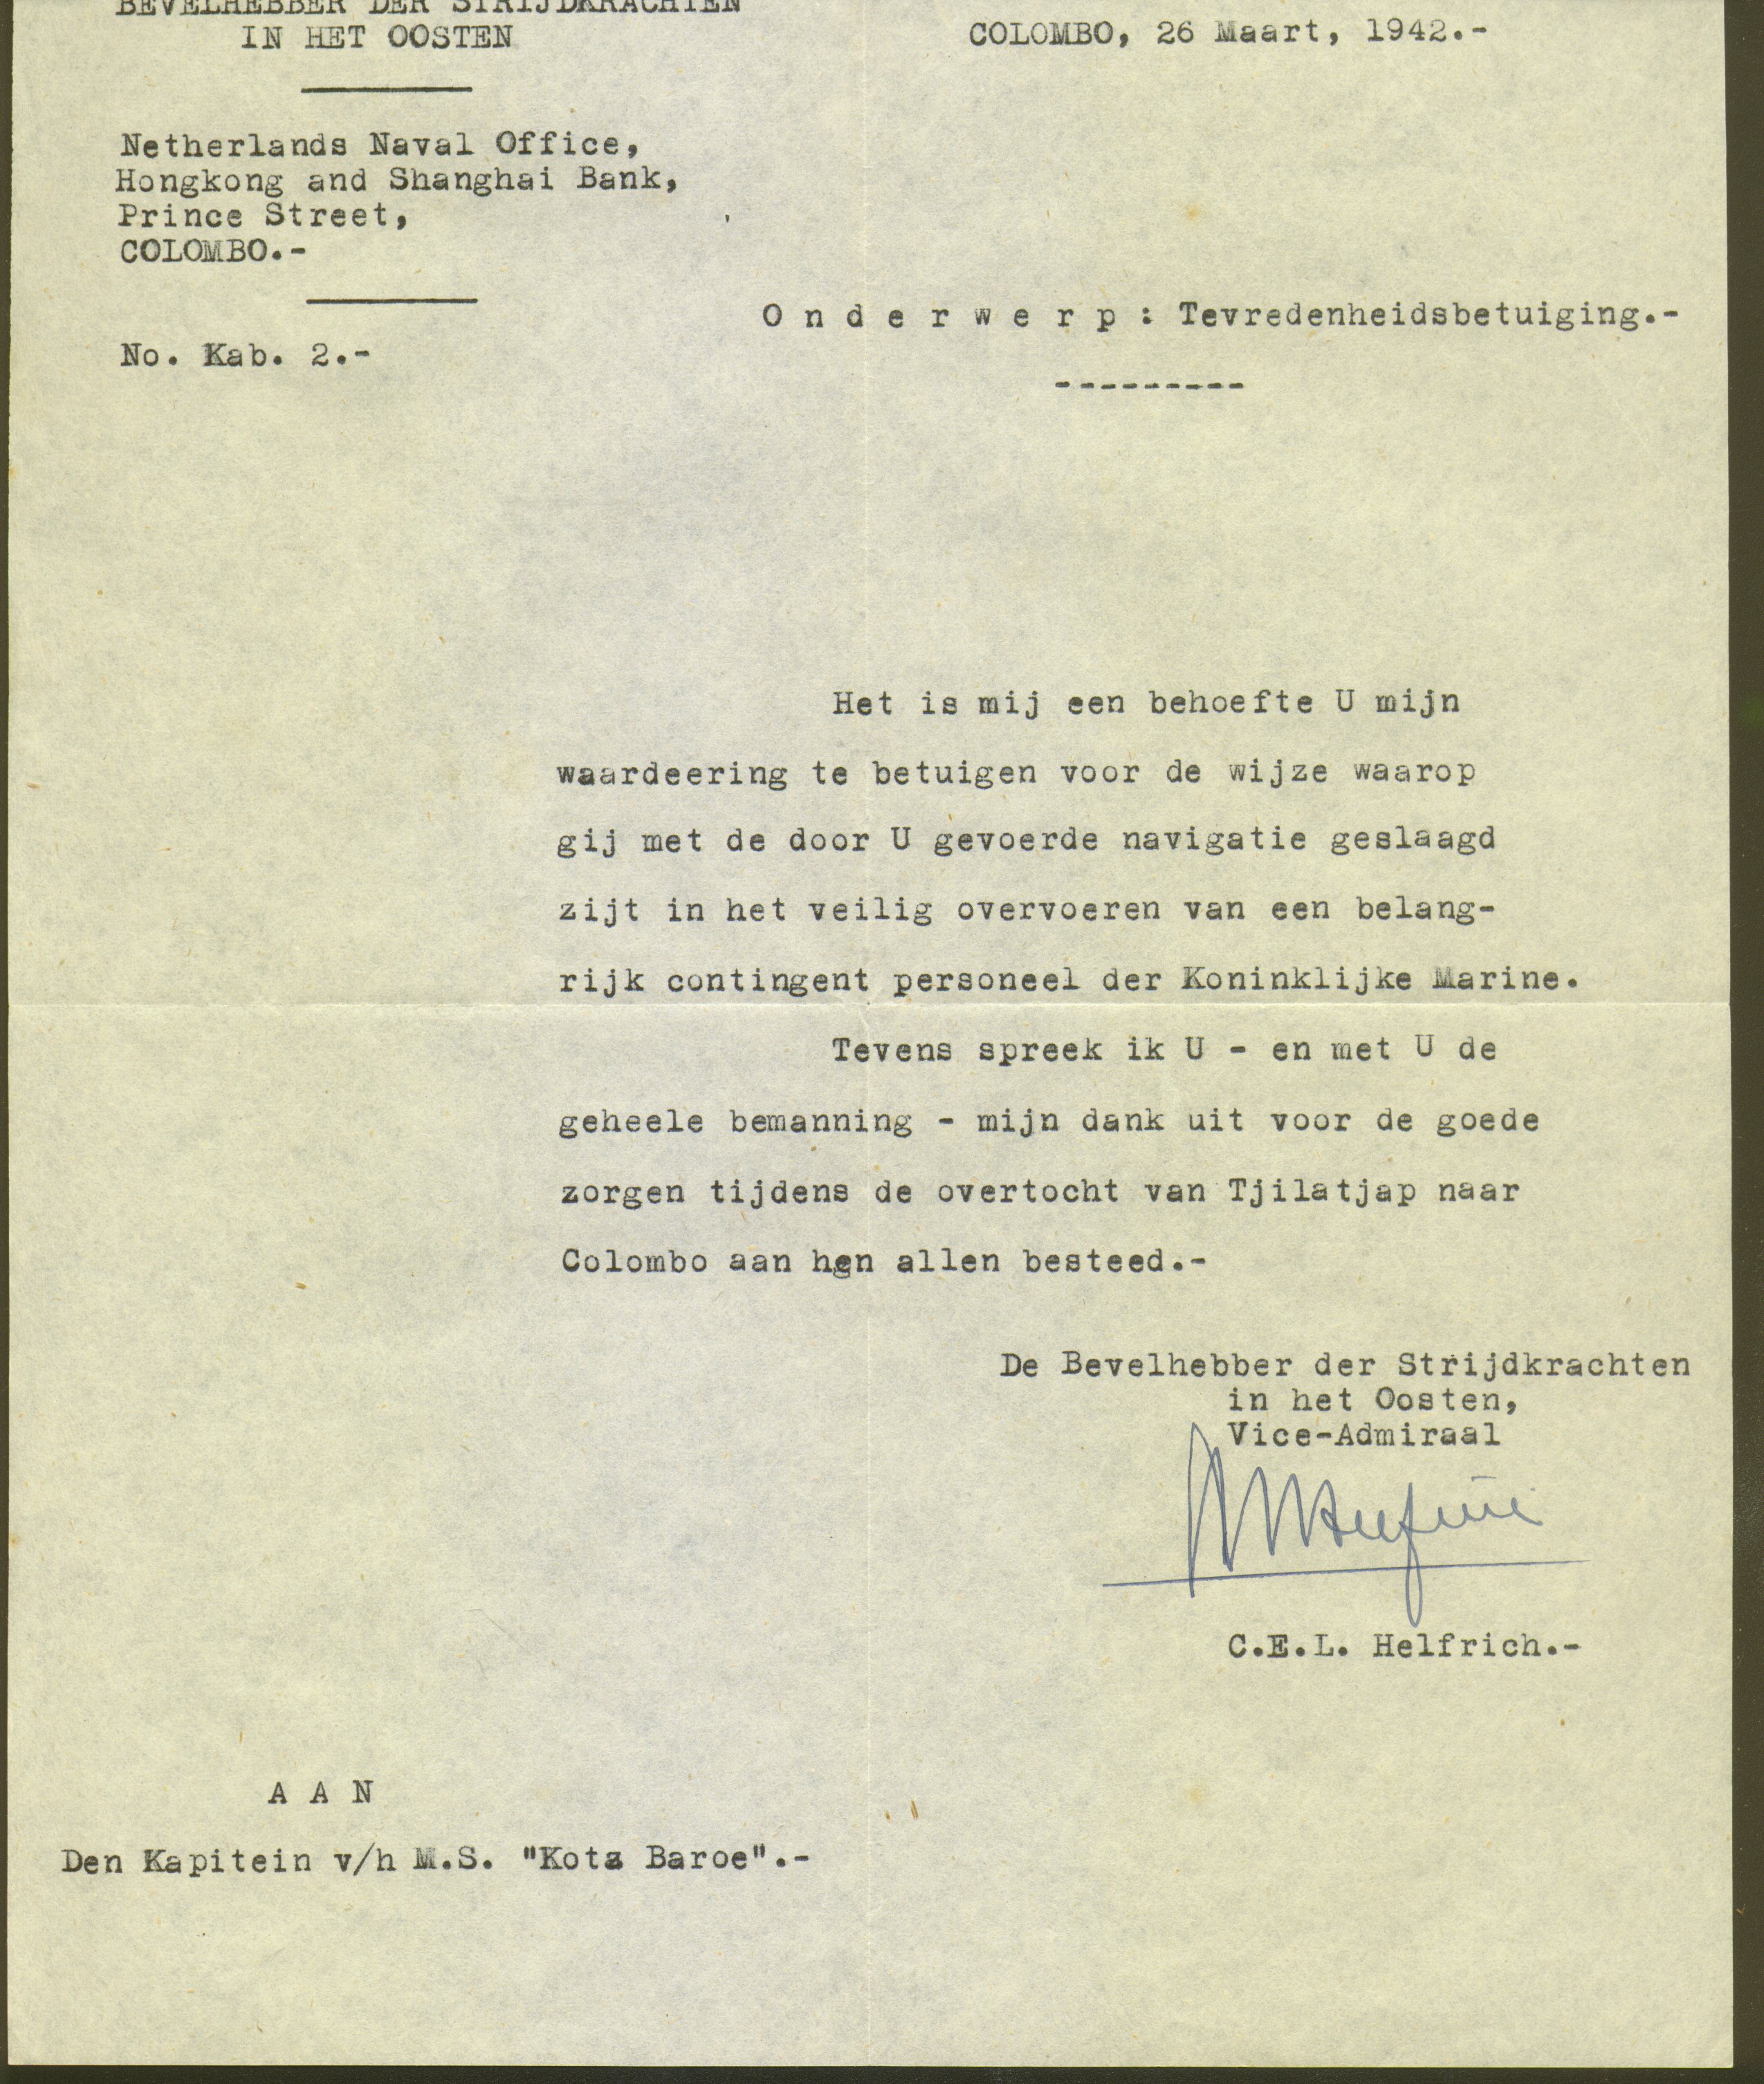 BEVELHEBBER DER STRIJDKRACHTEN
IN HET OOSTEN
COLOMBO, 26 Maart, 1942.-
Netherlands Naval Office,
Hongkong and Shanghai Bank,
Prince Street,
COLOMBO.-
O n d e r w e r p : Tevredenheidsbetuiging.-
---------
No. Kab. 2.-
Het is mij een behoefte U mijn
waardeering te betuigen voor de wijze waarop
gij met de door U gevoerde navigatie geslaagd
zijt in het veilig overvoeren van een belang-
rijk contingent personeel der Koninklijke Marine.
Tevens spreek ik U - en met U de
geheele bemanning - mijn dank uit voor de goede
zorgen tijdens de overtocht van Tjilatjap naar
Colombo aan hen allen besteed.-
De Bevelhebber der Strijdkrachten
in het Oosten,
Vice-Admiraal
C.E.L. Helfrich.-
A A N
Den Kapitein v/h M.S. "Kota Baroe".-